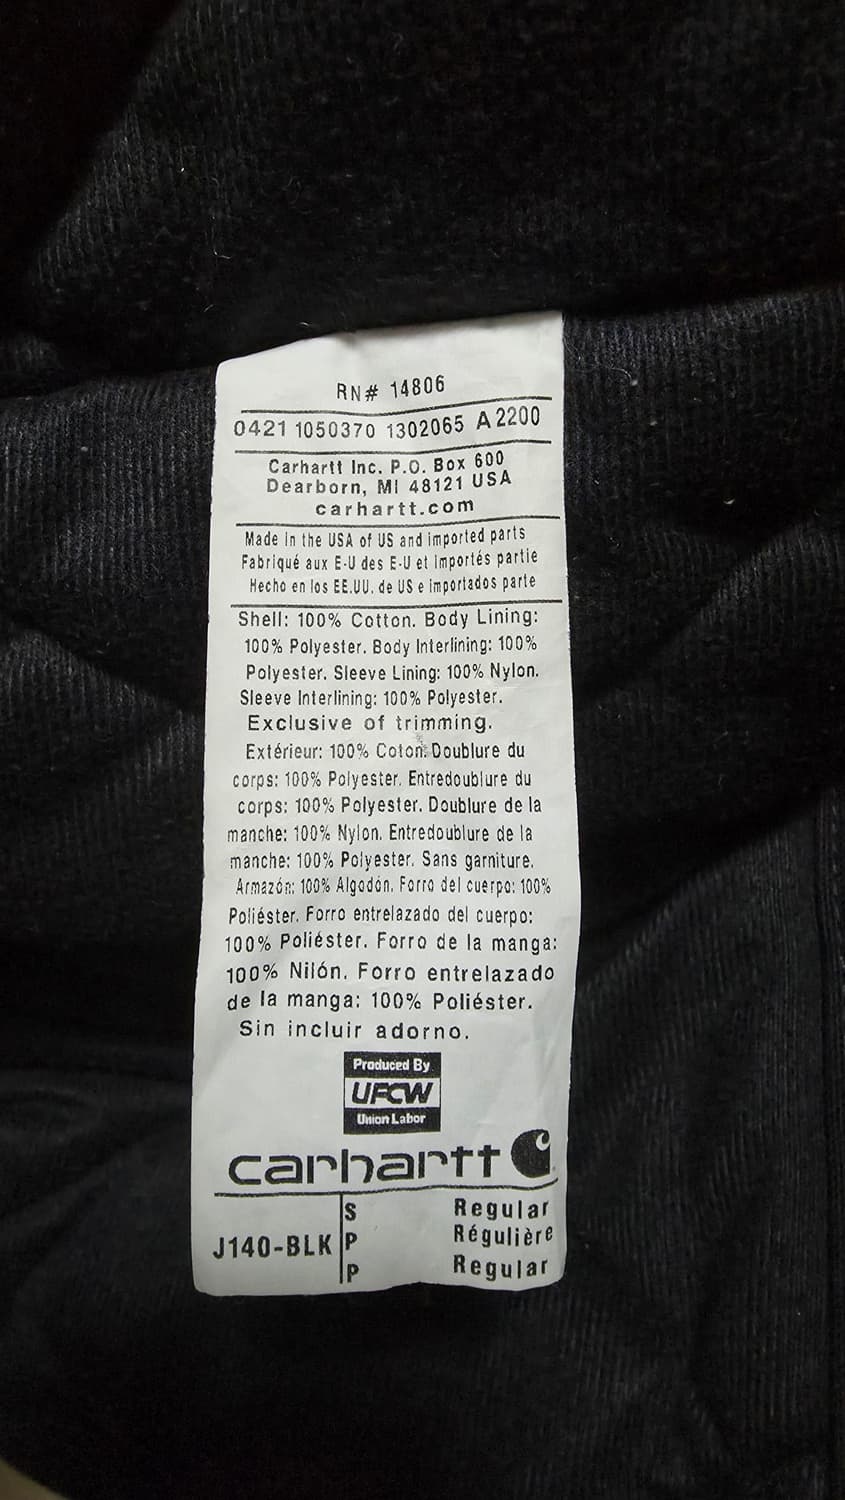 RN# 14806
0421 1050370 1302065 A 2200
Carhartt Inc. P.O. Box 600
Dearborn, MI 48121 USA
carhartt.com
Made in the USA of US and imported parts
Fabriqué aux E-U des E-U et importés partie
Hecho en los EE.UU. de US e importados parte
Shell: 100% Cotton. Body Lining:
100% Polyester. Body Interlining: 100%
Polyester. Sleeve Lining: 100% Nylon.
Sleeve Interlining: 100% Polyester.
Exclusive of trimming.
Extérieur: 100% Coton. Doublure du
corps: 100% Polyester. Entredoublure du
corps: 100% Polyester. Doublure de la
manche: 100% Nylon. Entredoublure de la
manche: 100% Polyester. Sans garniture.
Armazón: 100% Algodón. Forro del cuerpo: 100%
Poliéster. Forro entrelazado del cuerpo:
100% Poliéster. Forro de la manga:
100% Nilón. Forro entrelazado
de la manga: 100% Poliéster.
Sin incluir adorno.
Produced By
UFCW
Union Labor
carhartt
S Regular
J140-BLK P Régulière
P Regular